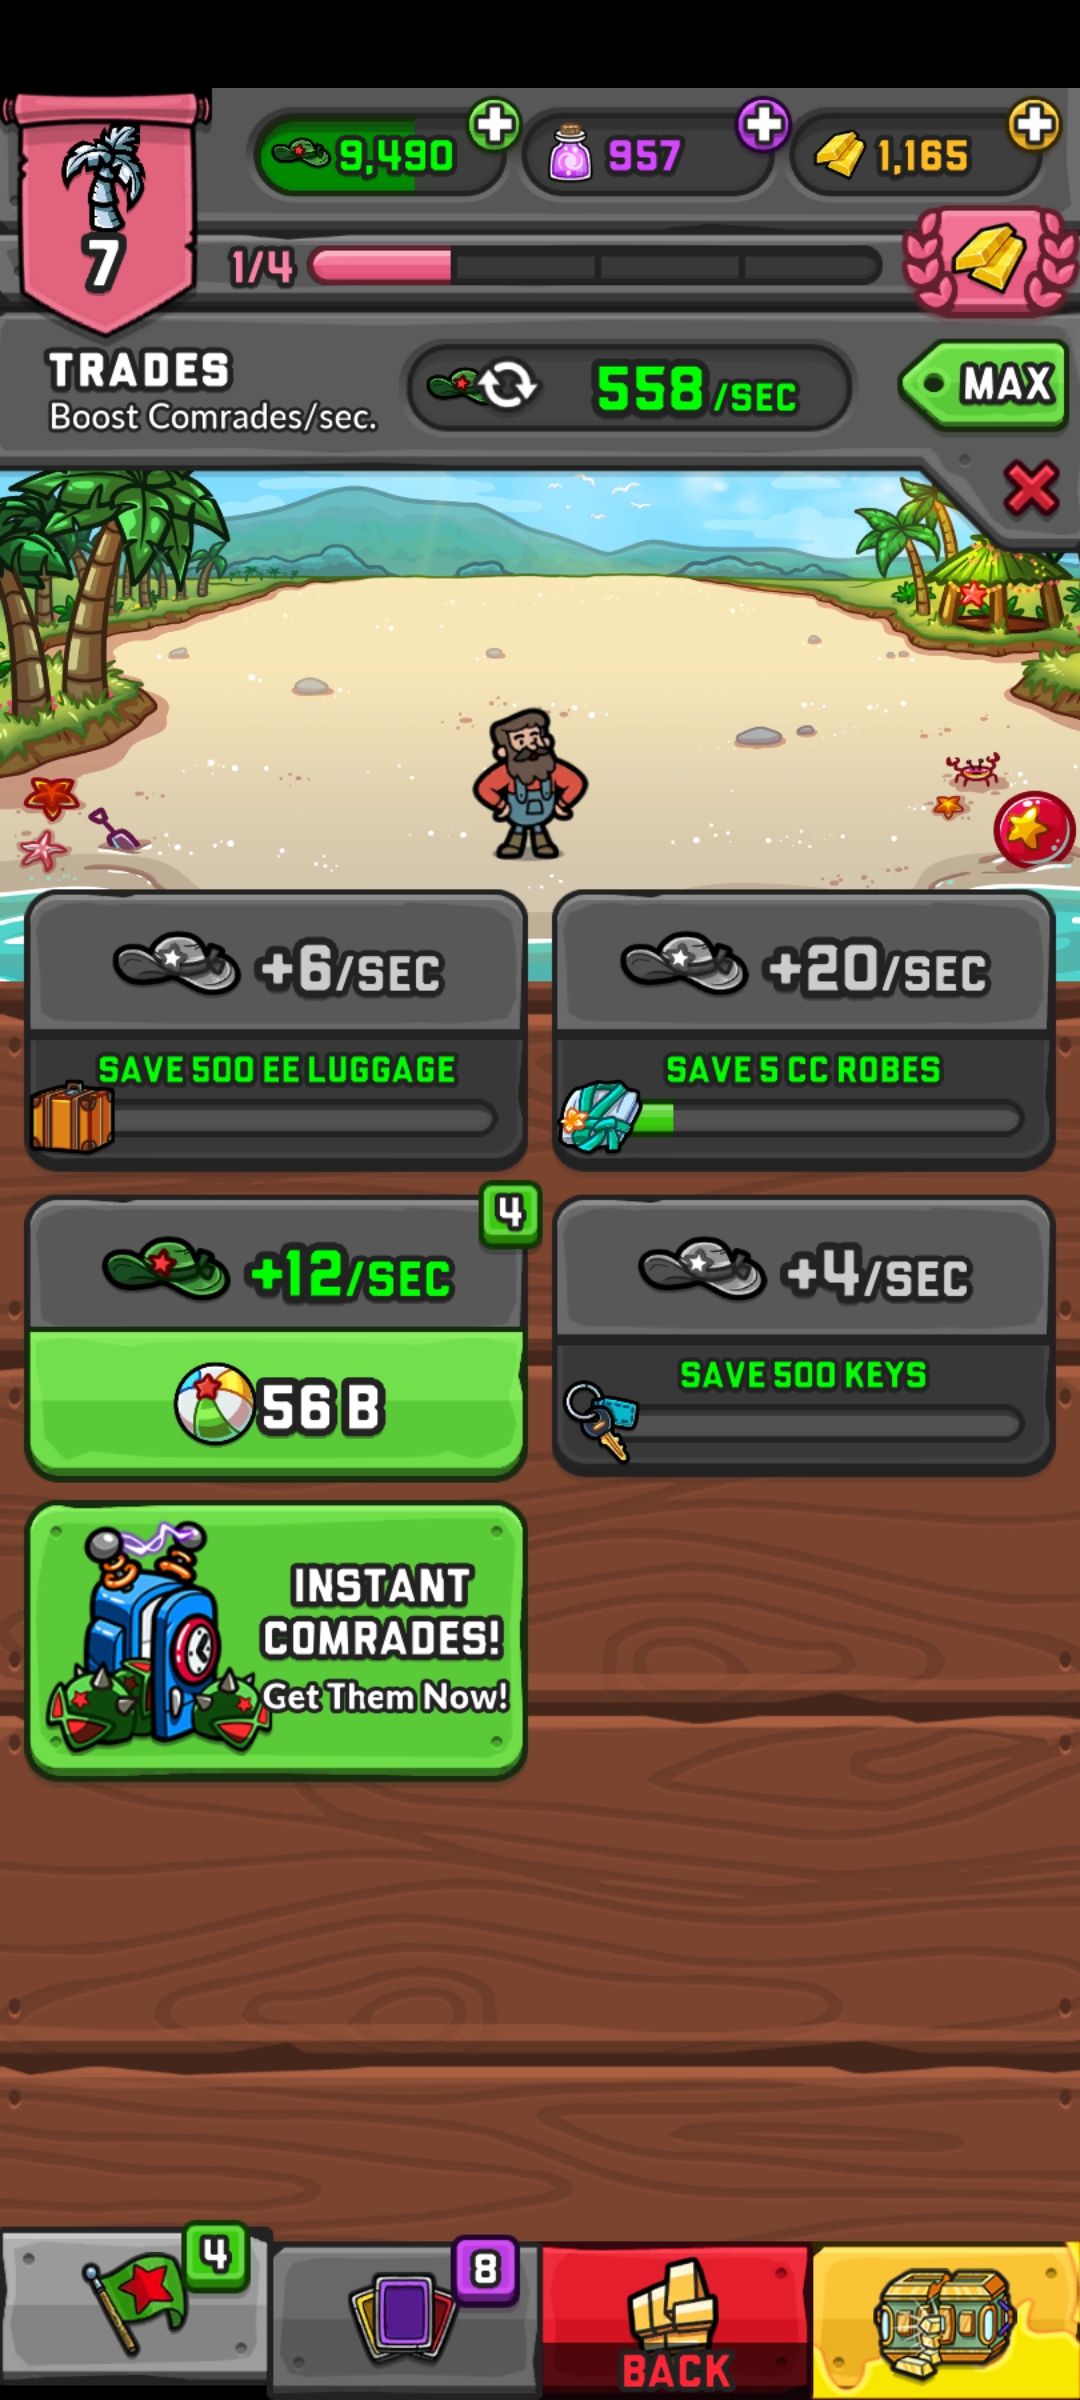 9,490
957
1,165
7
1/4
TRADES
Boost Comrades/sec.
558/SEC
MAX
+6/SEC
+20/SEC
SAVE 500 EE LUGGAGE
SAVE 5 CC ROBES
4
+12/SEC
+4/SEC
56 B
SAVE 500 KEYS
INSTANT
COMRADES!
Get Them Now!
4
8
BACK